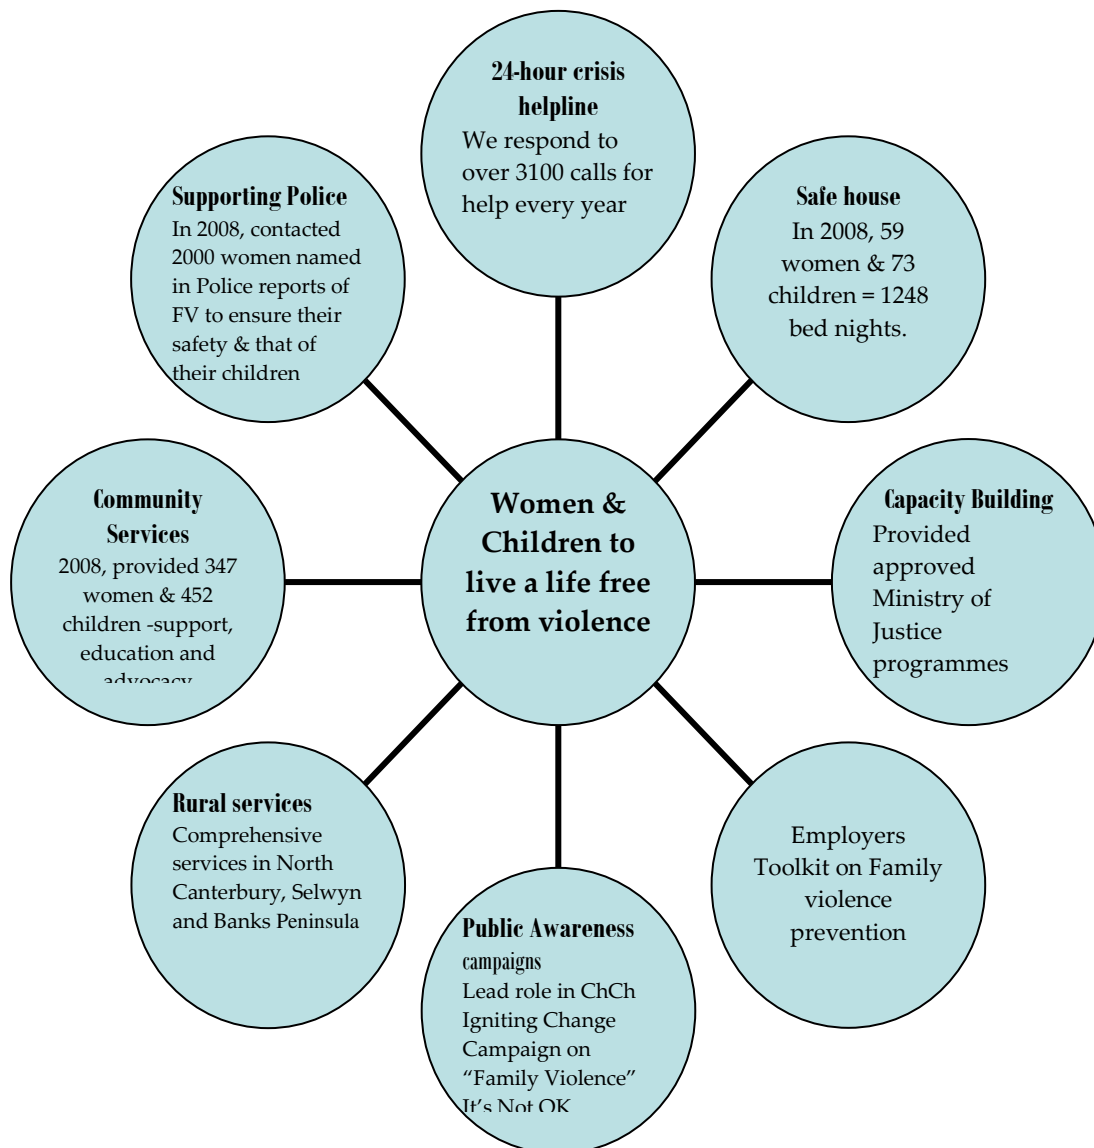 24-hour crisis
helpline
We respond to
over 3100 calls for
help every year
Safe house
In 2008, 59
women & 73
children = 1248
bed nights.
Capacity Building
Provided
approved
Ministry of
Justice
programmes
Employers
Toolkit on Family
violence
prevention
Public Awareness
campaigns
Lead role in ChCh
Igniting Change
Campaign on
“Family Violence”
It’s Not OK
Rural services
Comprehensive
services in North
Canterbury, Selwyn
and Banks Peninsula
Community
Services
2008, provided 347
women & 452
children -support,
education and
advocacy
Supporting Police
In 2008, contacted
2000 women named
in Police reports of
FV to ensure their
safety & that of
their children
Women &
Children to
live a life free
from violence